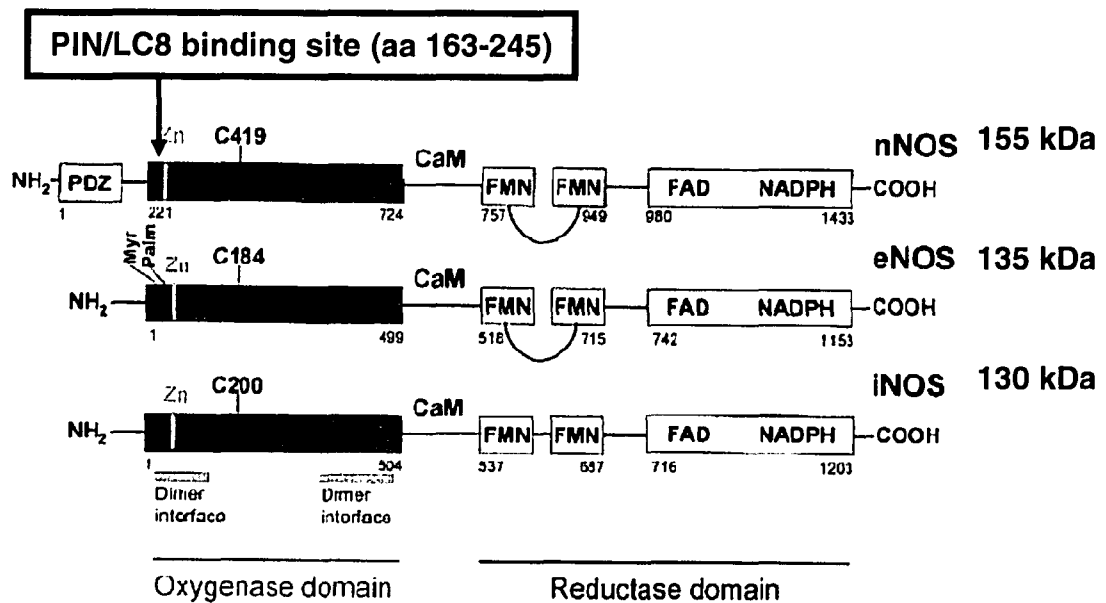 PIN/LC8 binding site (aa 163-245)
Zn C419 CaM nNOS 155 kDa
NH2 PDZ FMN FMN FAD NADPH COOH
1 221 724 757 949 980 1433
Myr Palm Zn C184 CaM eNOS 135 kDa
NH2 FMN FMN FAD NADPH COOH
1 499 518 715 742 1153
Zn C200 CaM iNOS 130 kDa
NH2 FMN FMN FAD NADPH COOH
1 504 537 687 716 1203
Dimer interface Dimer interface
Oxygenase domain Reductase domain